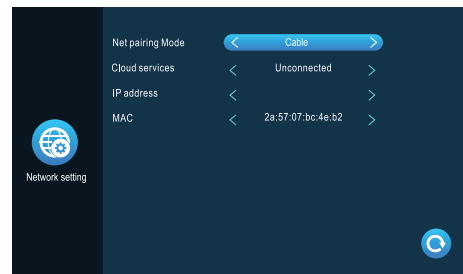 Net pairing Mode < Cable >
Cloud services < Unconnected >
IP address < >
MAC < 2a:57:07:bc:4e:b2 >
Network setting